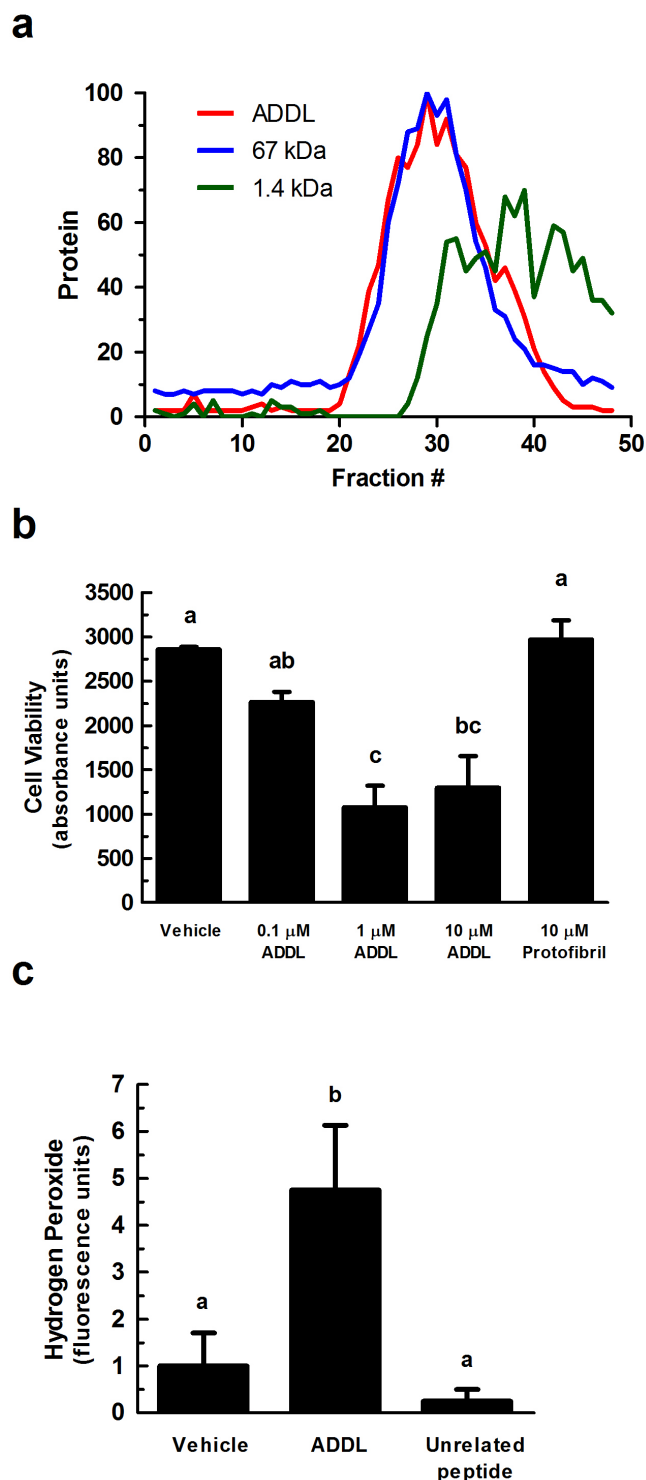 a
100
80
60
40
20
0
Protein
ADDL
67 kDa
1.4 kDa
0 10 20 30 40 50
Fraction #
b
3500
3000
2500
2000
1500
1000
500
0
Cell Viability
(absorbance units)
a
ab
c
bc
a
Vehicle 0.1 µM 1 µM 10 µM 10 µM
ADDL ADDL ADDL Protofibril
c
7
6
5
4
3
2
1
0
Hydrogen Peroxide
(fluorescence units)
a
b
a
Vehicle ADDL Unrelated
peptide